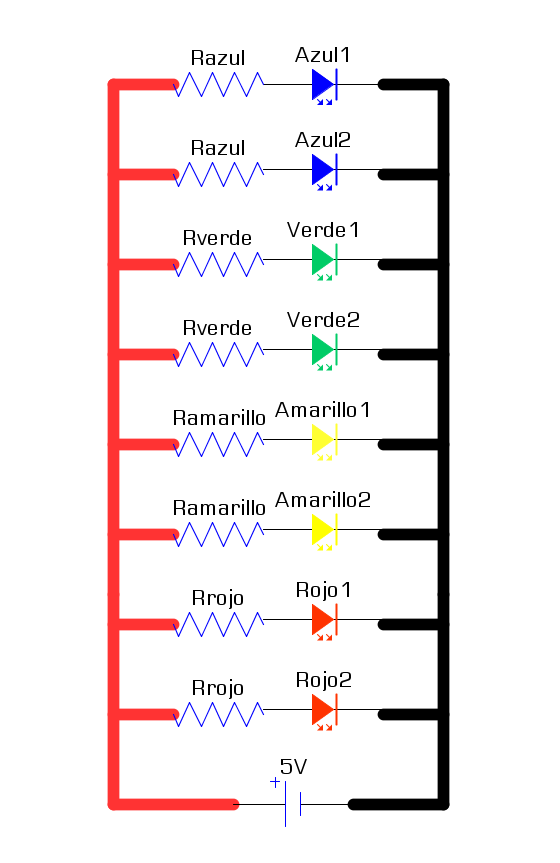 Razul Azul1
Razul Azul2
Rverde Verde1
Rverde Verde2
Ramarillo Amarillo1
Ramarillo Amarillo2
Rrojo Rojo1
Rrojo Rojo2
5V
+